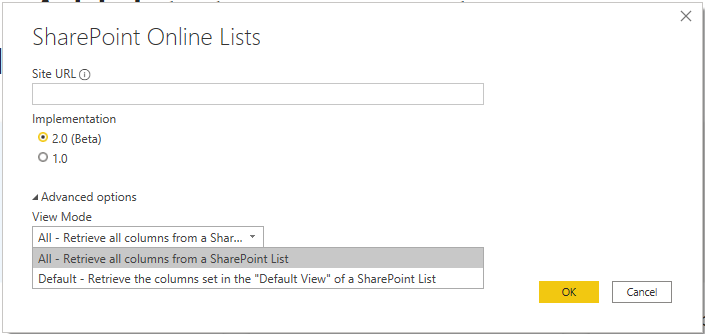 SharePoint Online Lists
Site URL
Implementation
2.0 (Beta)
1.0
Advanced options
View Mode
All - Retrieve all columns from a Shar...
All - Retrieve all columns from a SharePoint List
Default - Retrieve the columns set in the "Default View" of a SharePoint List
OK Cancel